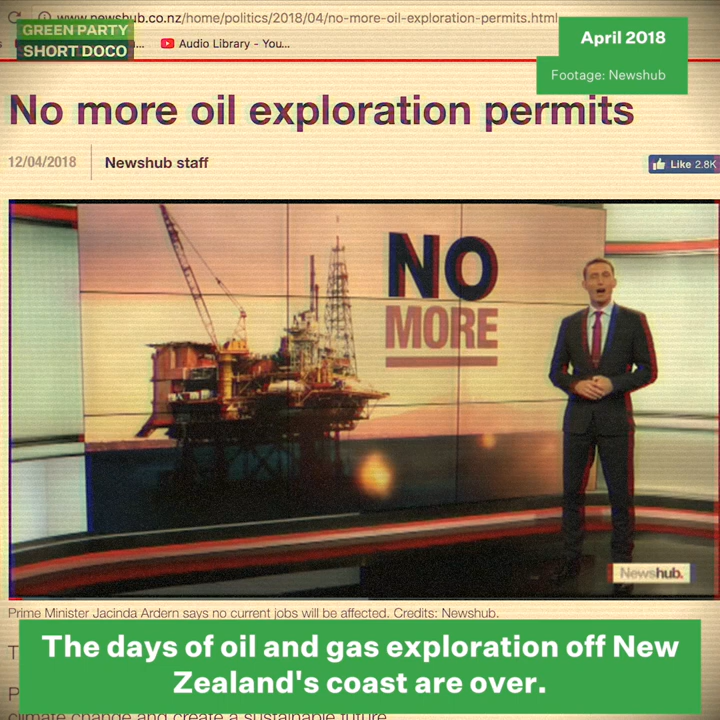 www.newshub.co.nz/home/politics/2018/04/no-more-oil-exploration-permits.html
GREEN PARTY
SHORT DOCO
Audio Library - You...
April 2018
Footage: Newshub
No more oil exploration permits
12/04/2018
Newshub staff
Like 2.8K
NO
MORE
Newshub.
Prime Minister Jacinda Ardern says no current jobs will be affected. Credits: Newshub.
The days of oil and gas exploration off New
Zealand's coast are over.
climate change and create a sustainable future